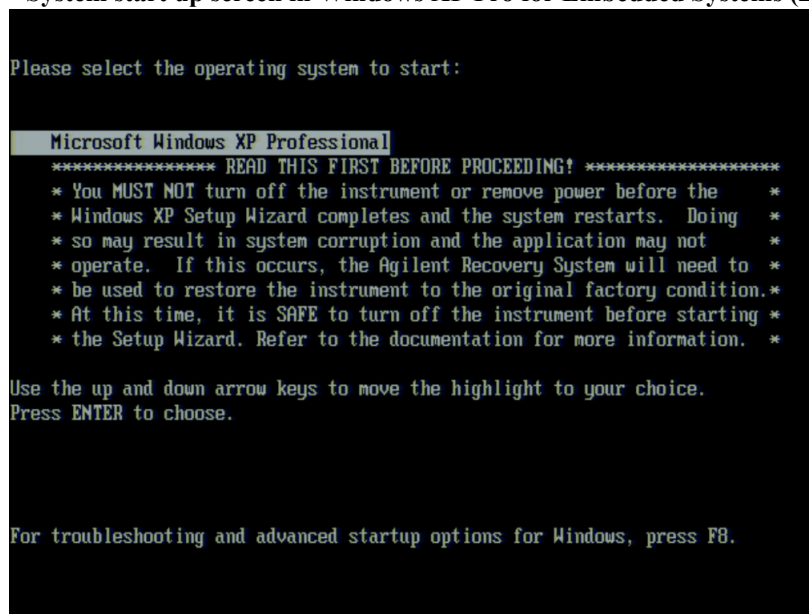 System start up screen in Windows XP Pro for Embedded Systems
Please select the operating system to start:
Microsoft Windows XP Professional
**************** READ THIS FIRST BEFORE PROCEEDING! *******************
* You MUST NOT turn off the instrument or remove power before the *
* Windows XP Setup Wizard completes and the system restarts. Doing *
* so may result in system corruption and the application may not *
* operate. If this occurs, the Agilent Recovery System will need to *
* be used to restore the instrument to the original factory condition.*
* At this time, it is SAFE to turn off the instrument before starting *
* the Setup Wizard. Refer to the documentation for more information. *
Use the up and down arrow keys to move the highlight to your choice.
Press ENTER to choose.
For troubleshooting and advanced startup options for Windows, press F8.